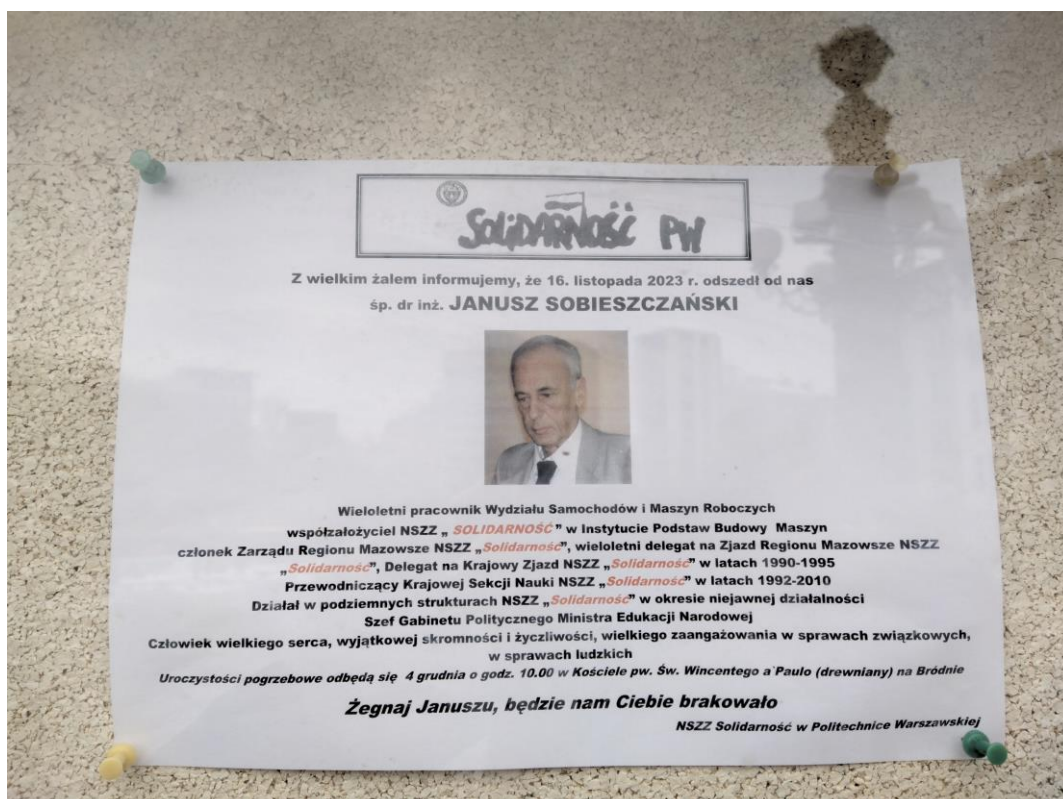 SOLIDARNOŚĆ PW
Z wielkim żalem informujemy, że 16. listopada 2023 r. odszedł od nas
śp. dr inż. JANUSZ SOBIESZCZAŃSKI
Wieloletni pracownik Wydziału Samochodów i Maszyn Roboczych
współzałożyciel NSZZ „ SOLIDARNOŚĆ ” w Instytucie Podstaw Budowy Maszyn
członek Zarządu Regionu Mazowsze NSZZ „Solidarność”, wieloletni delegat na Zjazd Regionu Mazowsze NSZZ
„Solidarność”, Delegat na Krajowy Zjazd NSZZ „Solidarność” w latach 1990-1995
Przewodniczący Krajowej Sekcji Nauki NSZZ „Solidarność” w latach 1992-2010
Działał w podziemnych strukturach NSZZ „Solidarność” w okresie niejawnej działalności
Szef Gabinetu Politycznego Ministra Edukacji Narodowej
Człowiek wielkiego serca, wyjątkowej skromności i życzliwości, wielkiego zaangażowania w sprawach związkowych,
w sprawach ludzkich
Uroczystości pogrzebowe odbędą się 4 grudnia o godz. 10.00 w Kościele pw. Św. Wincentego a`Paulo (drewniany) na Bródnie
Żegnaj Januszu, będzie nam Ciebie brakowało
NSZZ Solidarność w Politechnice Warszawskiej